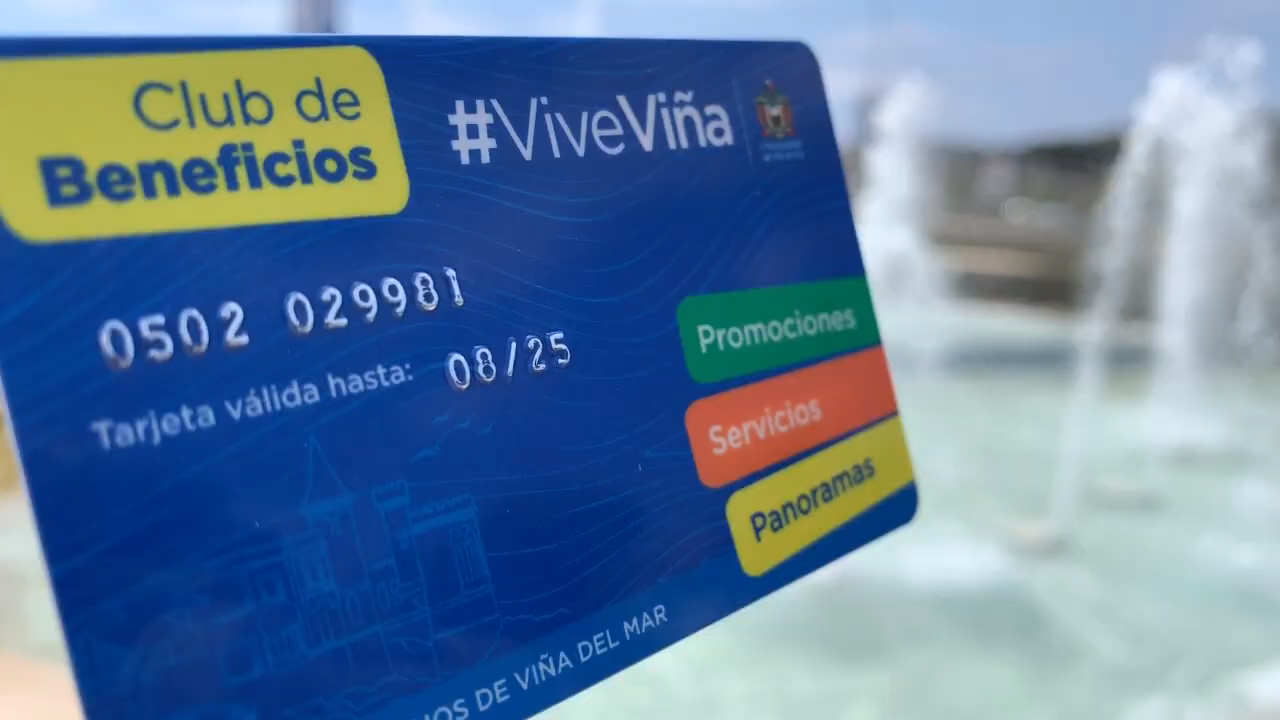 Club de
Beneficios
#ViveViña
0502 029981
Tarjeta válida hasta: 08/25
Promociones
Servicios
Panoramas
DE VIÑA DEL MAR